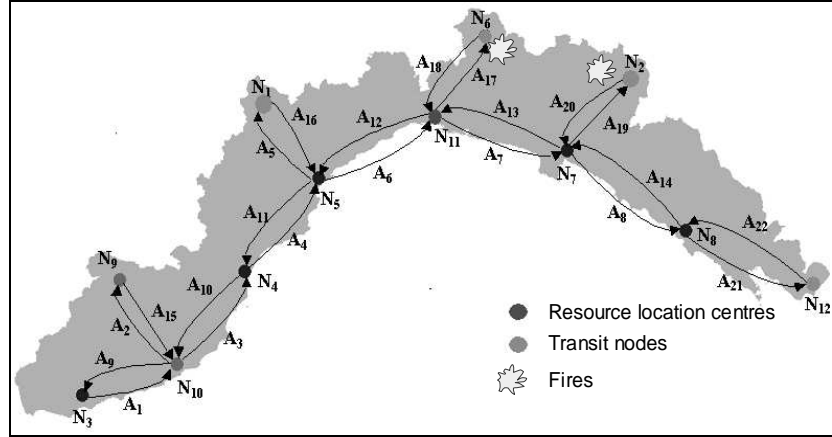 N6
A18
A17
N2
A20
A19
N1
A16
A12
A13
A5
N11
A7
N7
A6
A14
N5
A11
A8
A22
A4
N8
N9
A10
N4
A21
N12
A15
A2
A3
A9
N10
N3
A1
Resource location centres
Transit nodes
Fires